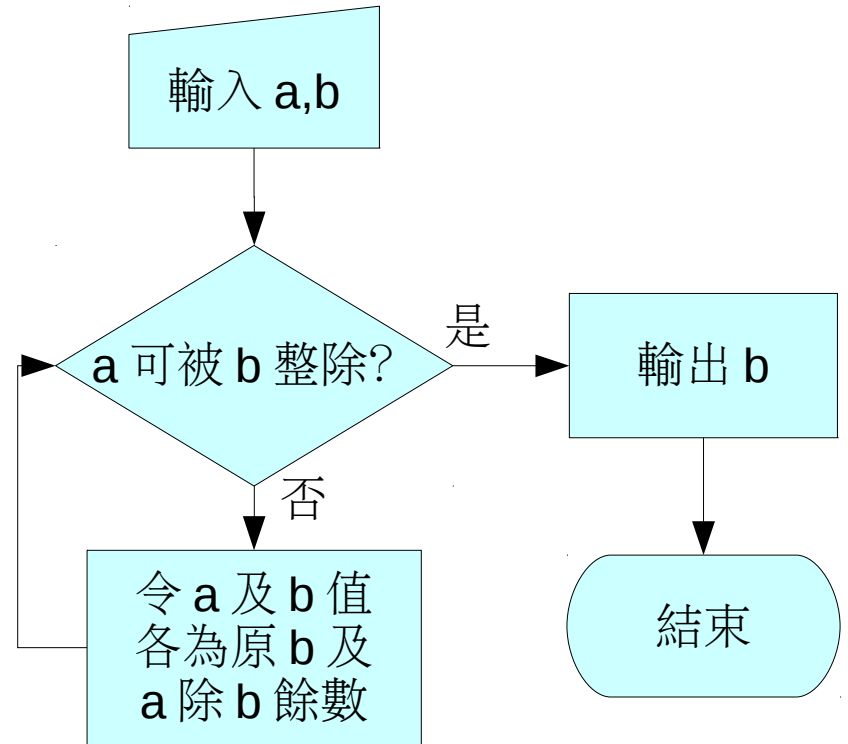 輸入 a,b
a 可被 b 整除?
是
輸出 b
否
令 a 及 b 值
各為原 b 及
a 除 b 餘數
結束